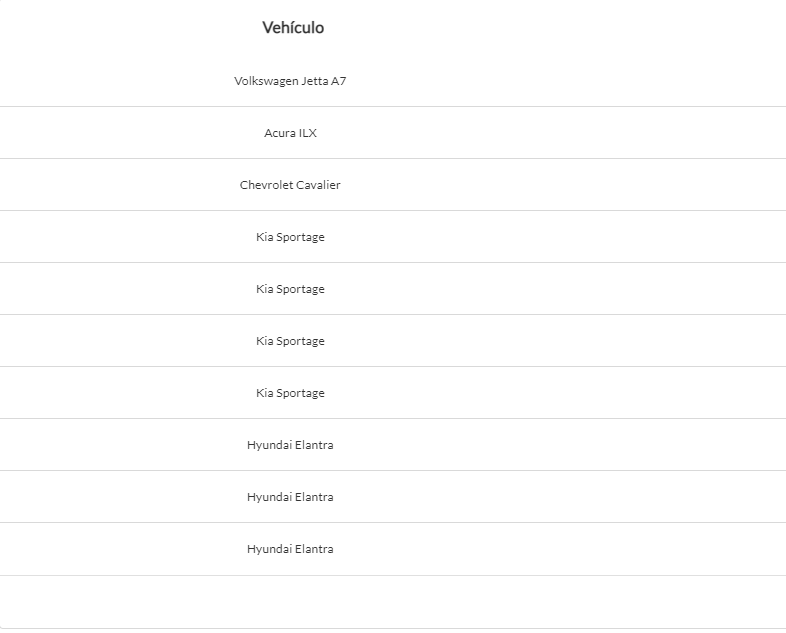 Vehículo
Volkswagen Jetta A7
Acura ILX
Chevrolet Cavalier
Kia Sportage
Kia Sportage
Kia Sportage
Kia Sportage
Hyundai Elantra
Hyundai Elantra
Hyundai Elantra